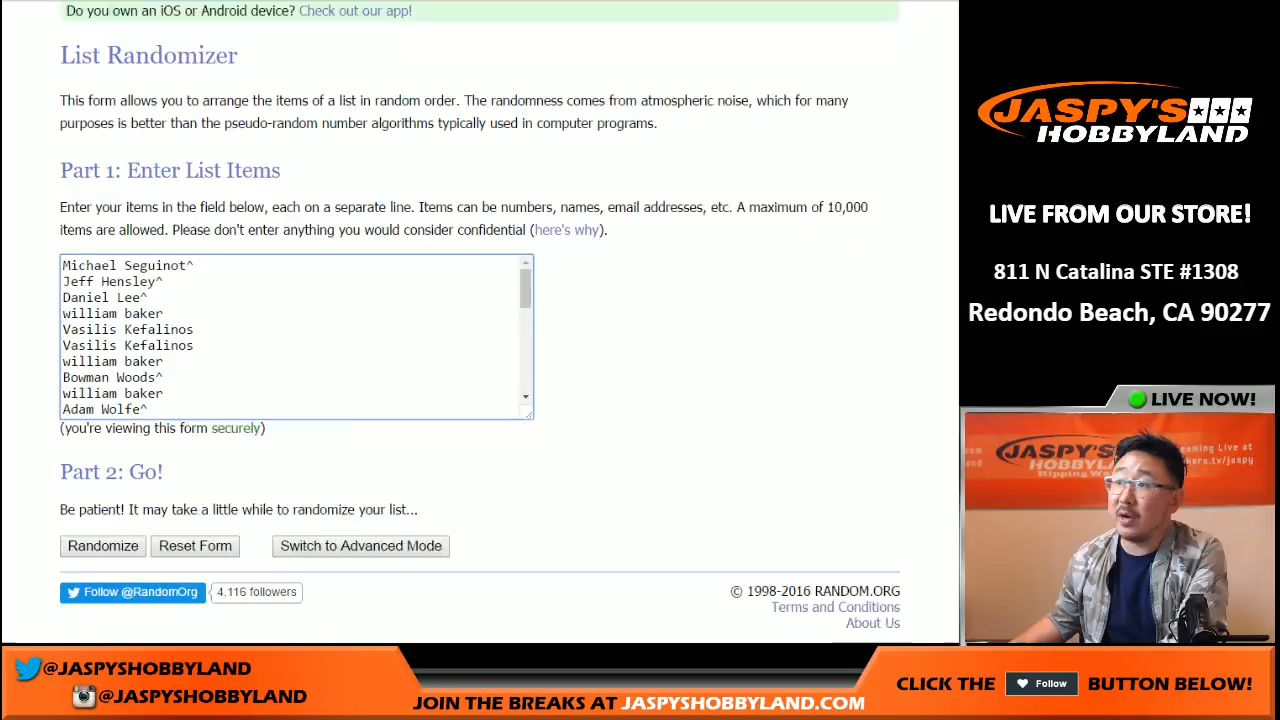 Do you own an iOS or Android device? Check out our app!
List Randomizer
This form allows you to arrange the items of a list in random order. The randomness comes from atmospheric noise, which for many
purposes is better than the pseudo-random number algorithms typically used in computer programs.
Part 1: Enter List Items
Enter your items in the field below, each on a separate line. Items can be numbers, names, email addresses, etc. A maximum of 10,000
items are allowed. Please don't enter anything you would consider confidential (here's why).
Michael Seguinot^
Jeff Hensley^
Daniel Lee^
william baker
Vasilis Kefalinos
Vasilis Kefalinos
william baker
Bowman Woods^
william baker
Adam Wolfe^
(you're viewing this form securely)
Part 2: Go!
Be patient! It may take a little while to randomize your list...
Randomize Reset Form Switch to Advanced Mode
Follow @RandomOrg 4,116 followers
© 1998-2016 RANDOM.ORG
Terms and Conditions
About Us
JASPY'S
HOBBYLAND
LIVE FROM OUR STORE!
811 N Catalina STE #1308
Redondo Beach, CA 90277
LIVE NOW!
JASPY'S
HOBBYLAND
Ripping
@JASPYSHOBBYLAND
@JASPYSHOBBYLAND
JOIN THE BREAKS AT JASPYSHOBBYLAND.COM
CLICK THE Follow BUTTON BELOW!